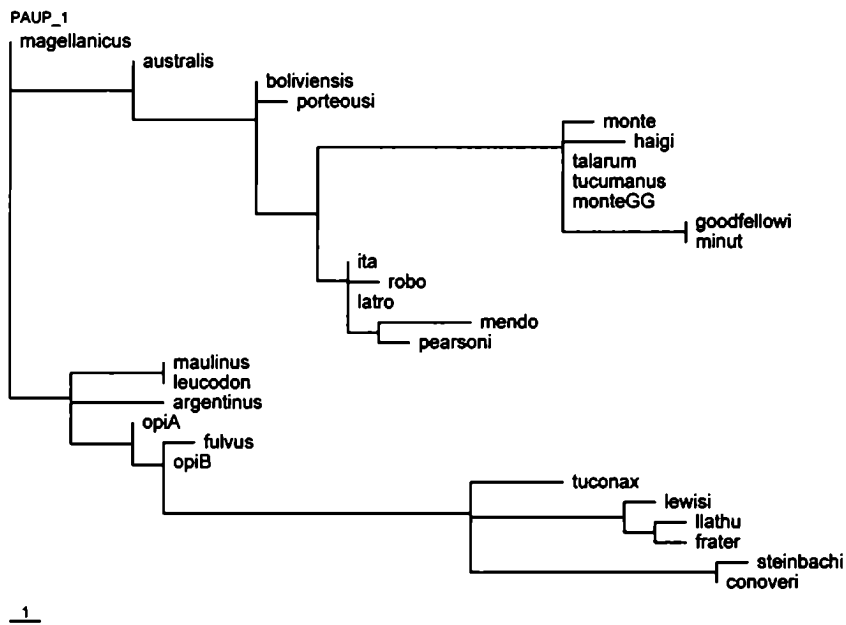 PAUP_1
magellanicus
australis
boliviensis
porteousi
monte
haigi
talarum
tucumanus
monteGG
goodfellowi
minut
ita
robo
latro
mendo
pearsoni
maulinus
leucodon
argentinus
opiA
fulvus
opiB
tuconax
lewisi
llathu
frater
steinbachi
conoveri
1